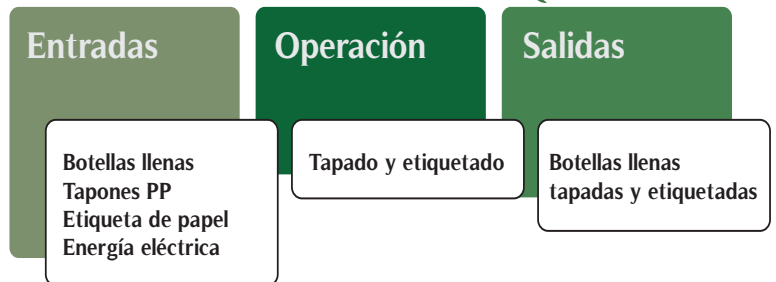 Entradas
Botellas llenas
Tapones PP
Etiqueta de papel
Energía eléctrica
Operación
Tapado y etiquetado
Salidas
Botellas llenas
tapadas y etiquetadas